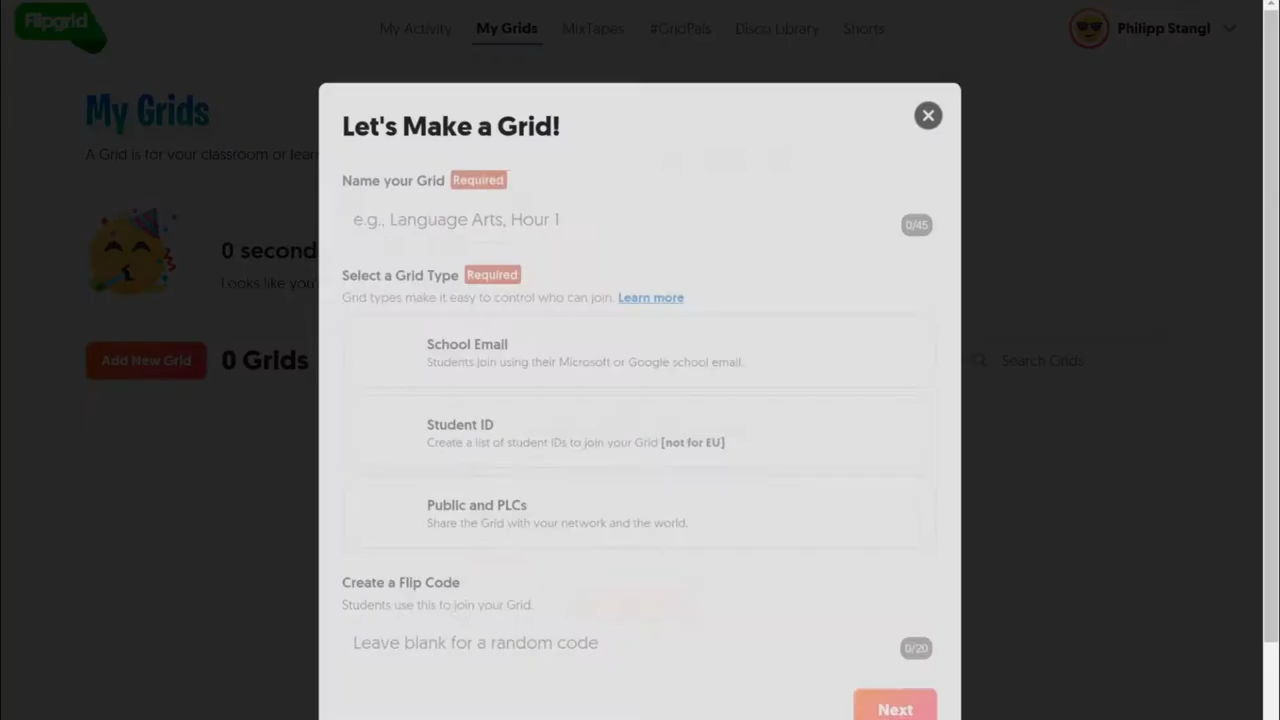 Flipgrid
My Activity My Grids MixTapes #GridPals Disco Library Shorts Philipp Stangl
My Grids
A Grid is for your classroom or lear
0 second
Looks like you'
Add New Grid 0 Grids Search Grids
Let's Make a Grid!
Name your Grid Required
e.g., Language Arts, Hour 1 0/45
Select a Grid Type Required
Grid types make it easy to control who can join. Learn more
School Email
Students join using their Microsoft or Google school email.
Student ID
Create a list of student IDs to join your Grid [not for EU]
Public and PLCs
Share the Grid with your network and the world.
Create a Flip Code
Students use this to join your Grid.
Leave blank for a random code 0/20
Next